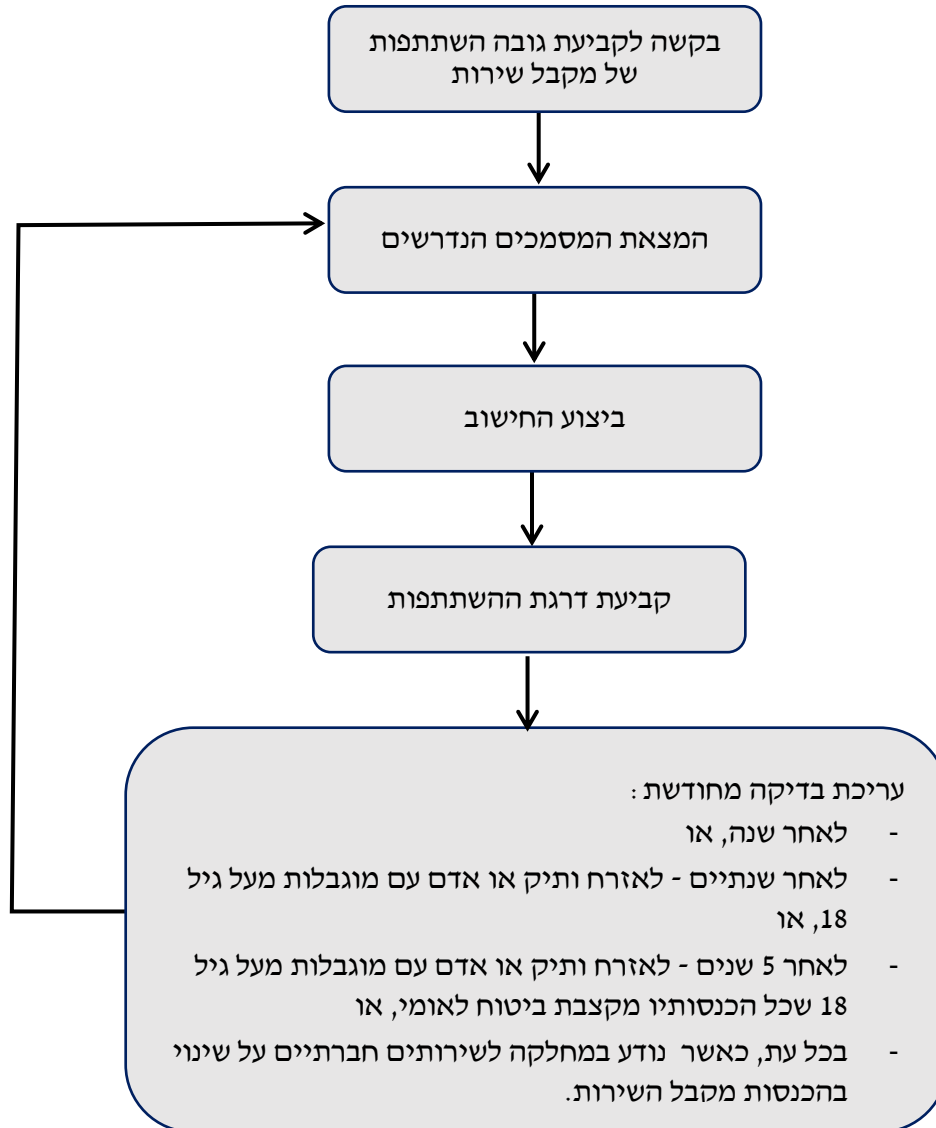 בקשה לקביעת גובה השתתפות
של מקבל שירות
המצאת המסמכים הנדרשים
ביצוע החישוב
קביעת דרגת ההשתתפות
עריכת בדיקה מחודשת:
- לאחר שנה, או
- לאחר שנתיים - לאזרח ותיק או אדם עם מוגבלות מעל גיל
18, או
- לאחר 5 שנים - לאזרח ותיק או אדם עם מוגבלות מעל גיל
18 שכל הכנסותיו מקצבת ביטוח לאומי, או
- בכל עת, כאשר נודע במחלקה לשירותים חברתיים על שינוי
בהכנסות מקבל השירות.